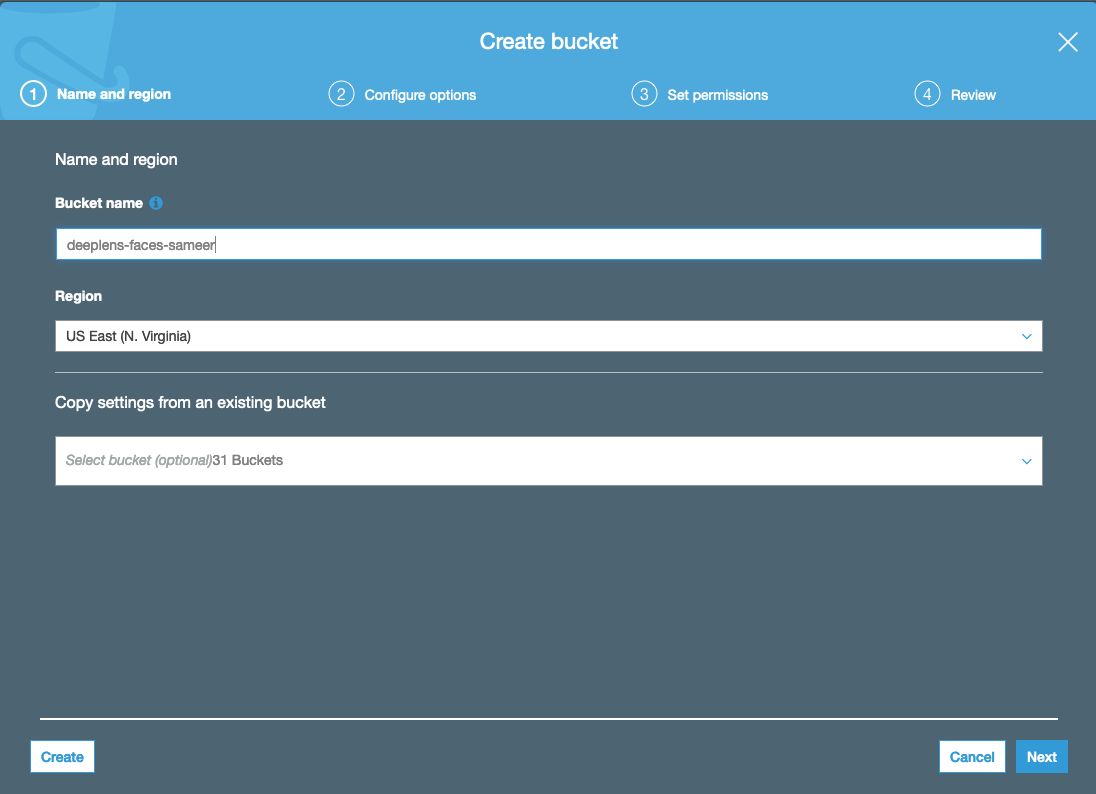 Create bucket
1 Name and region 2 Configure options 3 Set permissions 4 Review
Name and region
Bucket name i
deeplens-faces-sameer
Region
US East (N. Virginia)
Copy settings from an existing bucket
Select bucket (optional)31 Buckets
Create Cancel Next